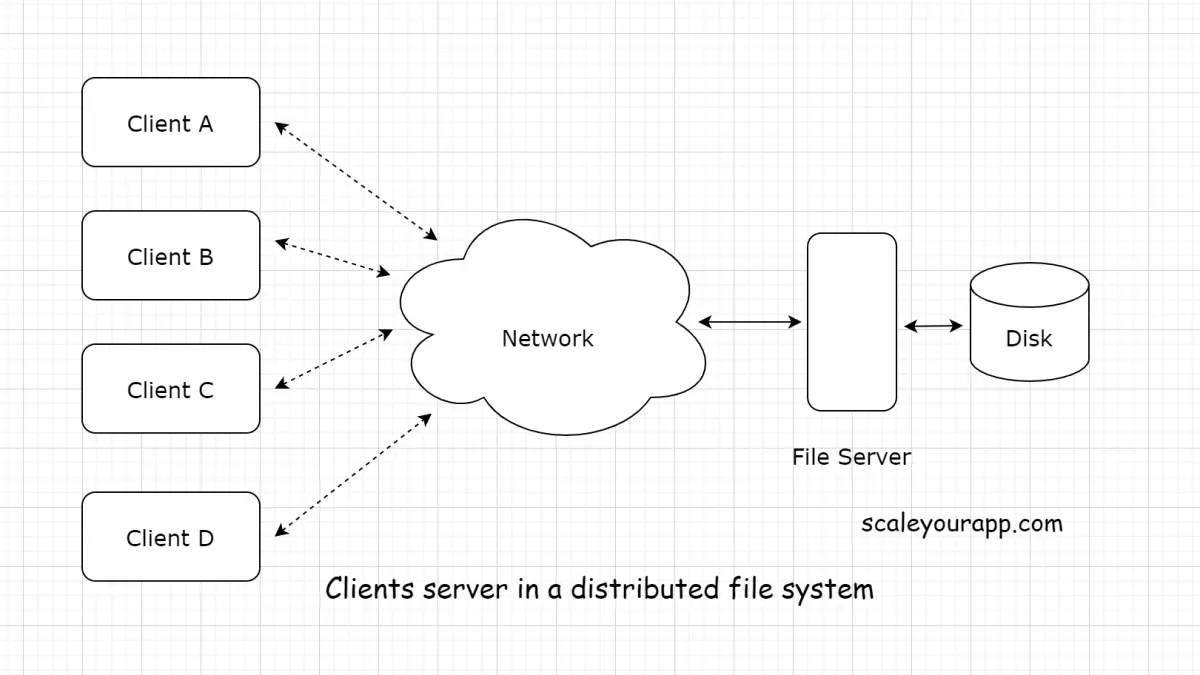 Client A
Client B
Client C
Client D
Network
Disk
File Server
scaleyourapp.com
Clients server in a distributed file system